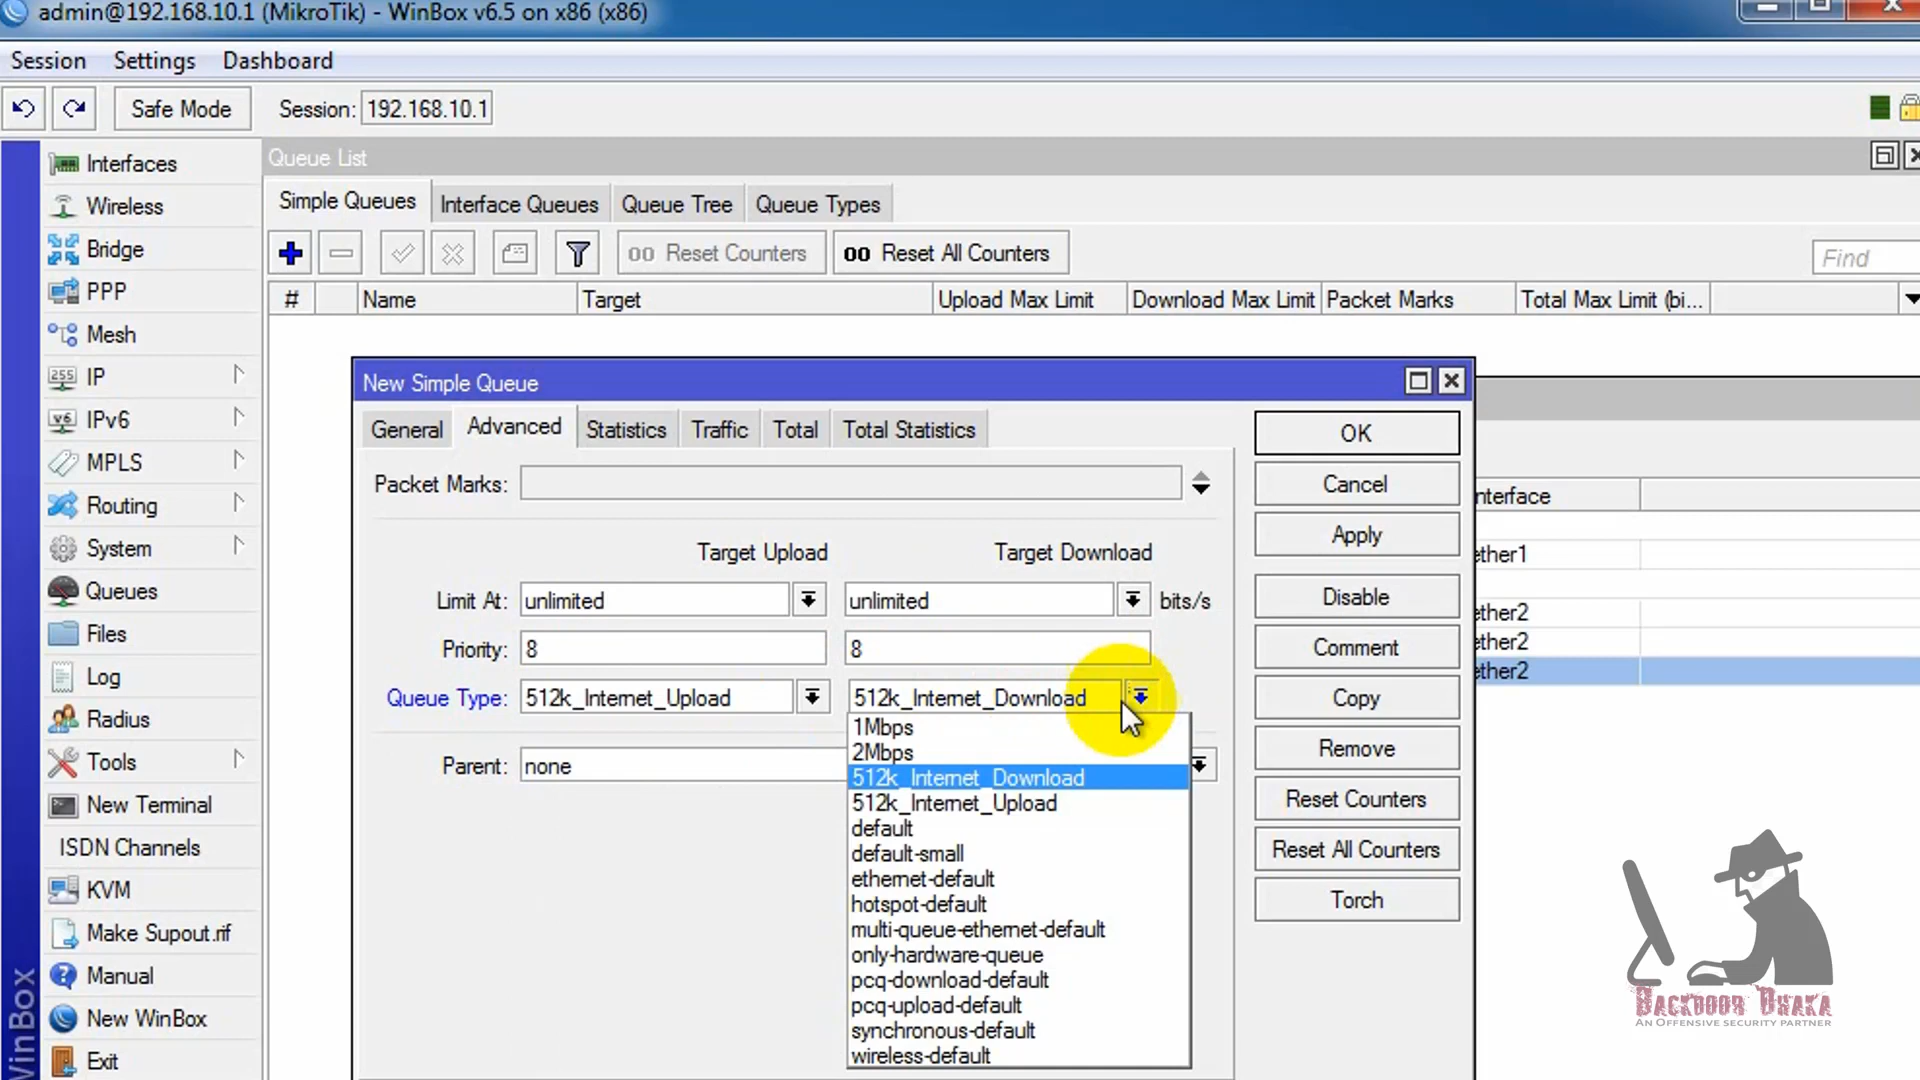 admin@192.168.10.1 (MikroTik) - WinBox v6.5 on x86 (x86)
Session Settings Dashboard
Safe Mode Session: 192.168.10.1
Interfaces
Wireless
Bridge
PPP
Mesh
IP
IPv6
MPLS
Routing
System
Queues
Files
Log
Radius
Tools
New Terminal
ISDN Channels
KVM
Make Supout.rif
Manual
New WinBox
Exit
WinBox
Queue List
Simple Queues Interface Queues Queue Tree Queue Types
00 Reset Counters 00 Reset All Counters Find
# Name Target Upload Max Limit Download Max Limit Packet Marks Total Max Limit (bi...
New Simple Queue
General Advanced Statistics Traffic Total Total Statistics
Packet Marks:
Target Upload Target Download
Limit At: unlimited unlimited bits/s
Priority: 8 8
Queue Type: 512k_Internet_Upload 512k_Internet_Download
1Mbps
2Mbps
512k_Internet_Download
512k_Internet_Upload
default
default-small
ethernet-default
hotspot-default
multi-queue-ethernet-default
only-hardware-queue
pcq-download-default
pcq-upload-default
synchronous-default
wireless-default
Parent: none
OK
Cancel
Apply
Disable
Comment
Copy
Remove
Reset Counters
Reset All Counters
Torch
nterface
ether1
ether2
ether2
ether2
Backdoor Dhaka
An Offensive security partner